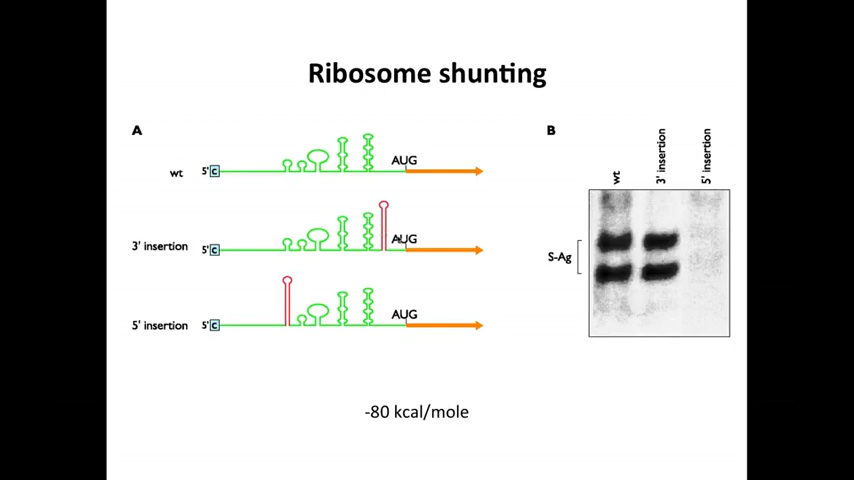 Ribosome shunting
A
wt
5' C
AUG
3' insertion
5' C
AUG
5' insertion
5' C
AUG
B
wt
3' insertion
5' insertion
S-Ag
-80 kcal/mole